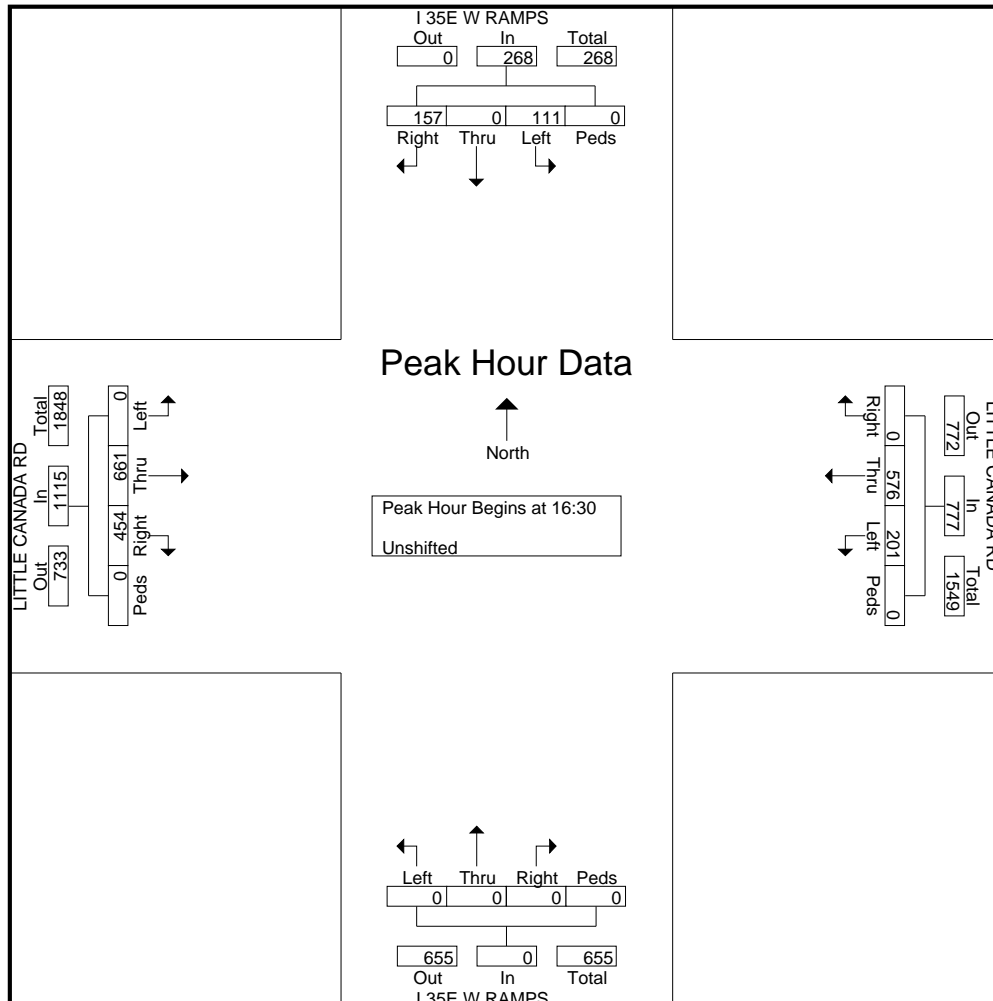 I 35E W RAMPS
Out In Total
0 268 268
157 0 111 0
Right Thru Left Peds
Peak Hour Data
North
Peak Hour Begins at 16:30
Unshifted
LITTLE CANADA RD
Out In Total
733 1115 1848
0 661 454 0
Left Thru Right Peds
LITTLE CANADA RD
Out In Total
772 777 1549
0 576 201 0
Right Thru Left Peds
Left Thru Right Peds
0 0 0 0
655 0 655
Out In Total
I 35E W RAMPS